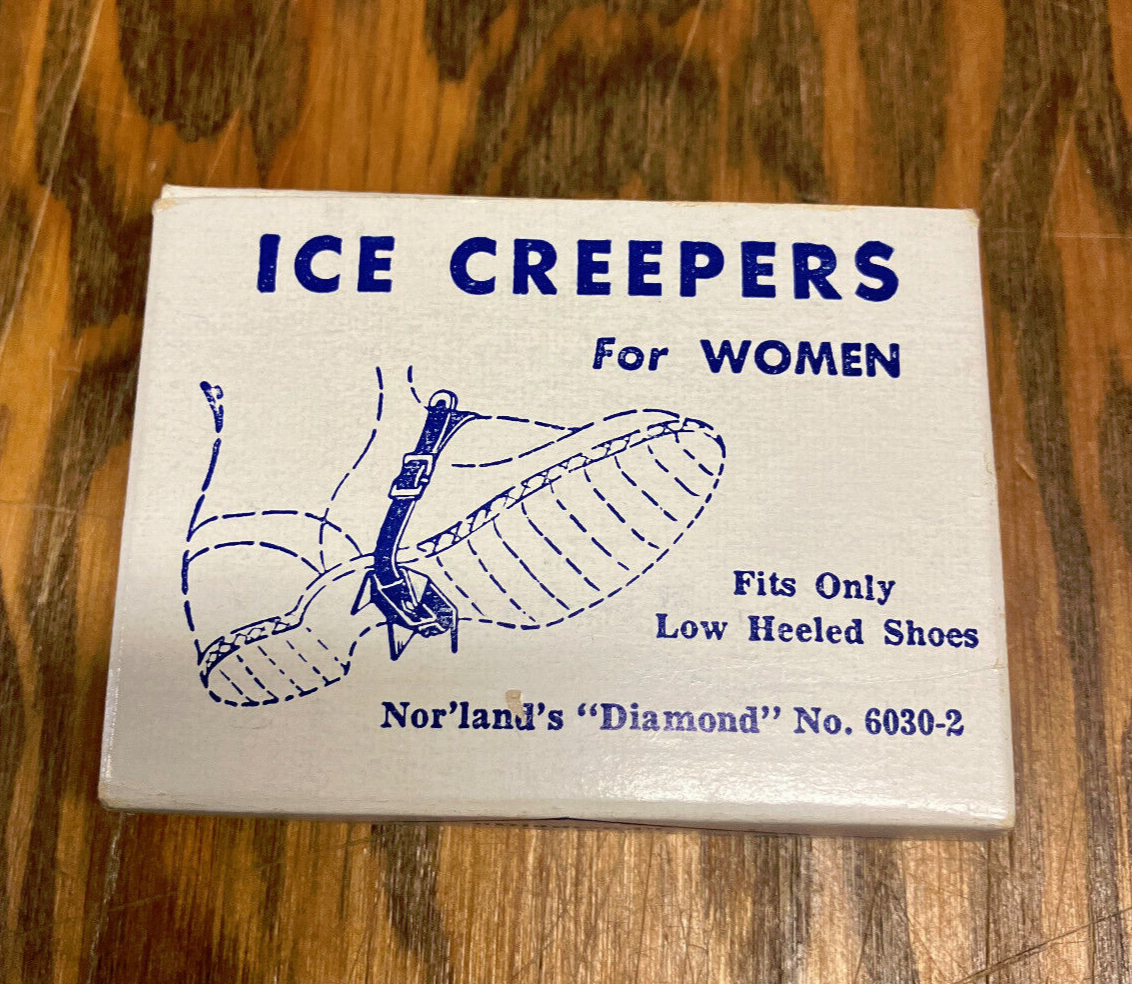 ICE CREEPERS
For WOMEN
Fits Only
Low Heeled Shoes
Nor'land's “Diamond” No. 6030-2